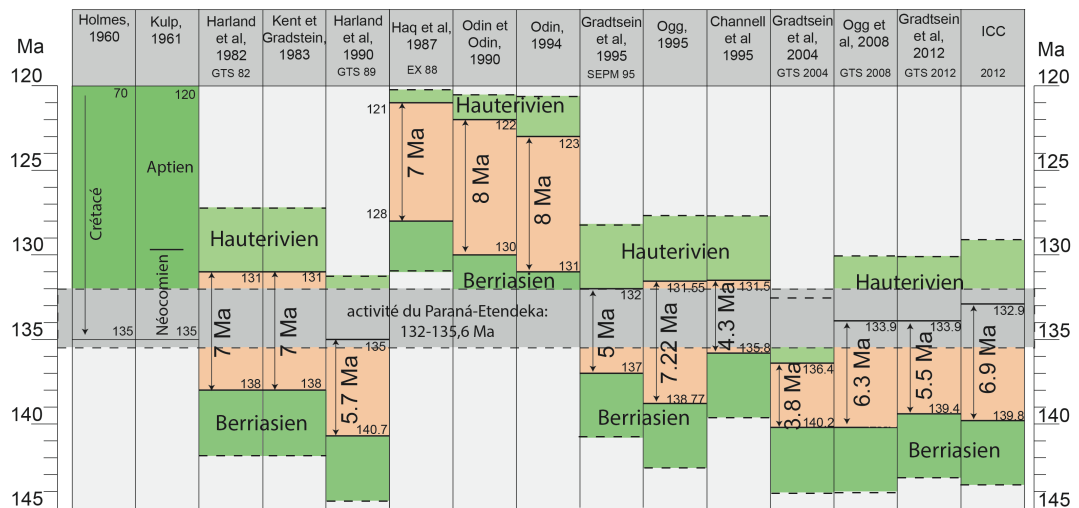 Ma
Holmes,
1960
Kulp,
1961
Harland
et al,
1982
GTS 82
Kent et
Gradstein,
1983
Harland
et al,
1990
GTS 89
Haq et al,
1987
EX 88
Odin et
Odin,
1990
Odin,
1994
Gradtsein
et al,
1995
SEPM 95
Ogg,
1995
Channell
et al
1995
Gradtsein
et al,
2004
GTS 2004
Ogg et
al, 2008
GTS 2008
Gradtsein
et al,
2012
GTS 2012
ICC
2012
Ma
120
125
130
135
140
145
70
Crétacé
135
120
Aptien
Néocomien
135
Hauterivien
131
7 Ma
138
131
7 Ma
138
Berriasien
135
5.7 Ma
140.7
121
7 Ma
128
Hauterivien
122
8 Ma
130
123
8 Ma
131
Berriasien
activité du Paraná-Etendeka:
132-135,6 Ma
Hauterivien
132
5 Ma
137
131.55
7.22 Ma
138.77
131.5
4.3 Ma
135.8
Berriasien
136.4
3.8 Ma
140.2
Hauterivien
133.9
6.3 Ma
133.9
5.5 Ma
139.4
132.9
6.9 Ma
139.8
Berriasien
120
125
130
135
140
145